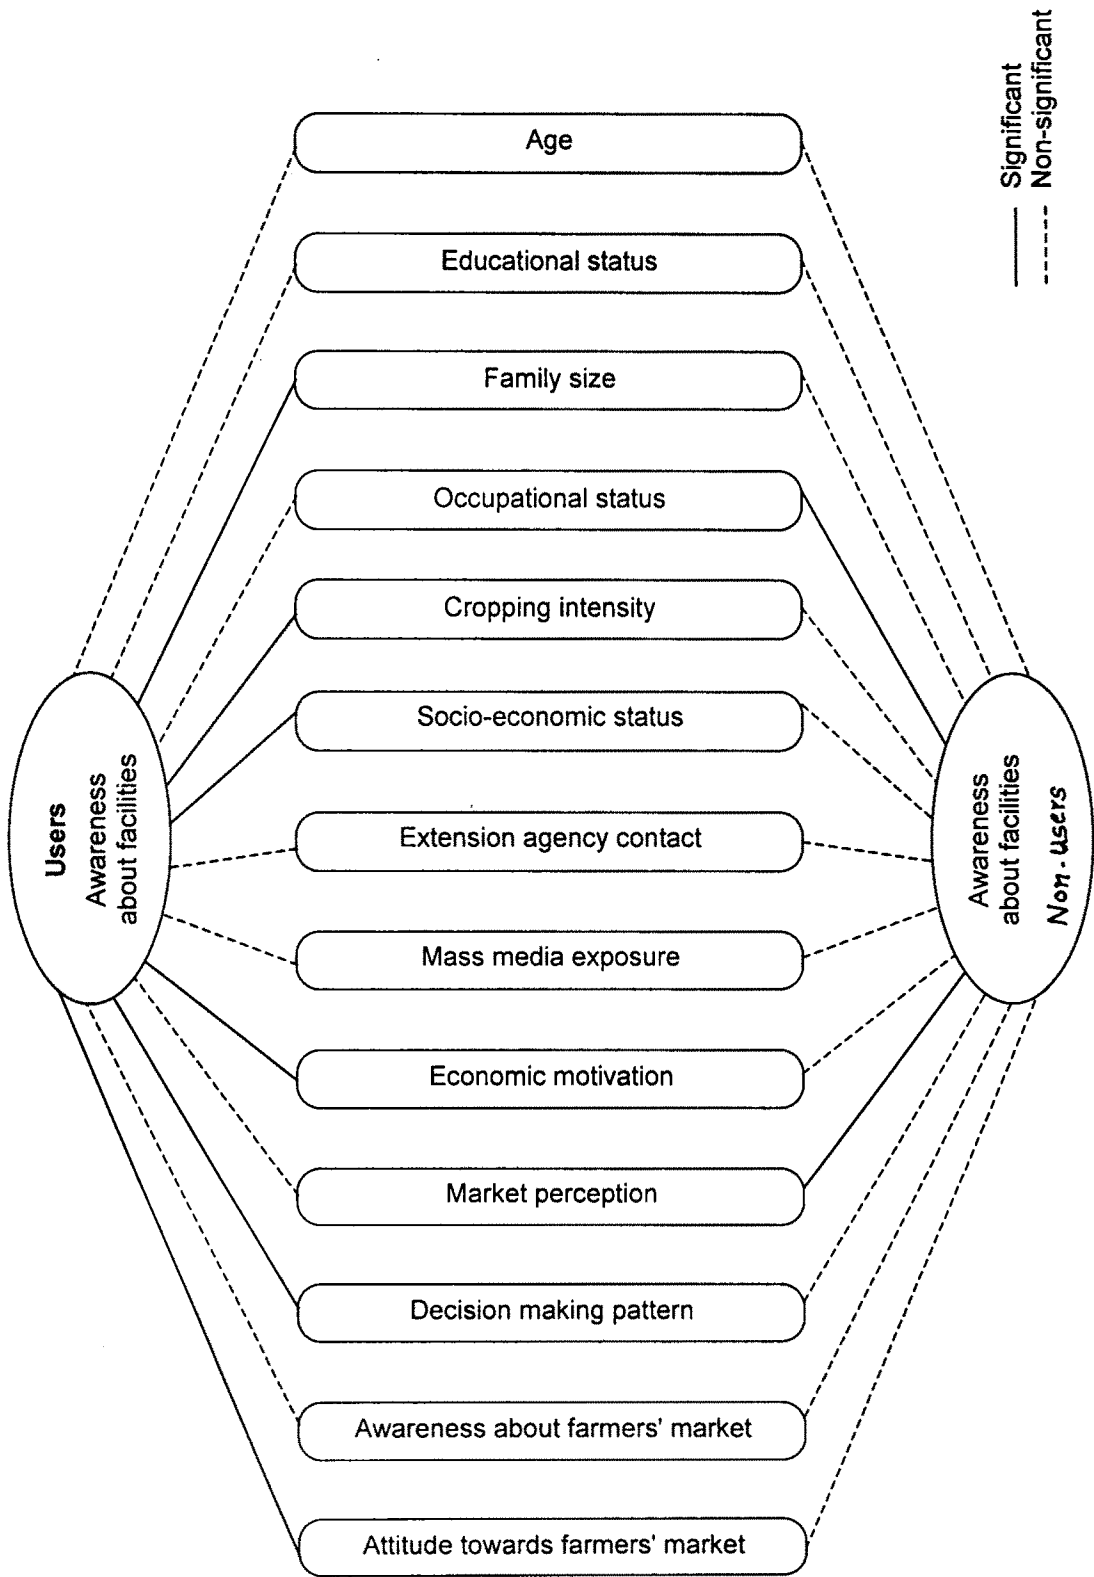 Users
Awareness
about facilities
Age
Educational status
Family size
Occupational status
Cropping intensity
Socio-economic status
Extension agency contact
Mass media exposure
Economic motivation
Market perception
Decision making pattern
Awareness about farmers' market
Attitude towards farmers' market
Awareness
about facilities
Non-users
Significant
Non-significant